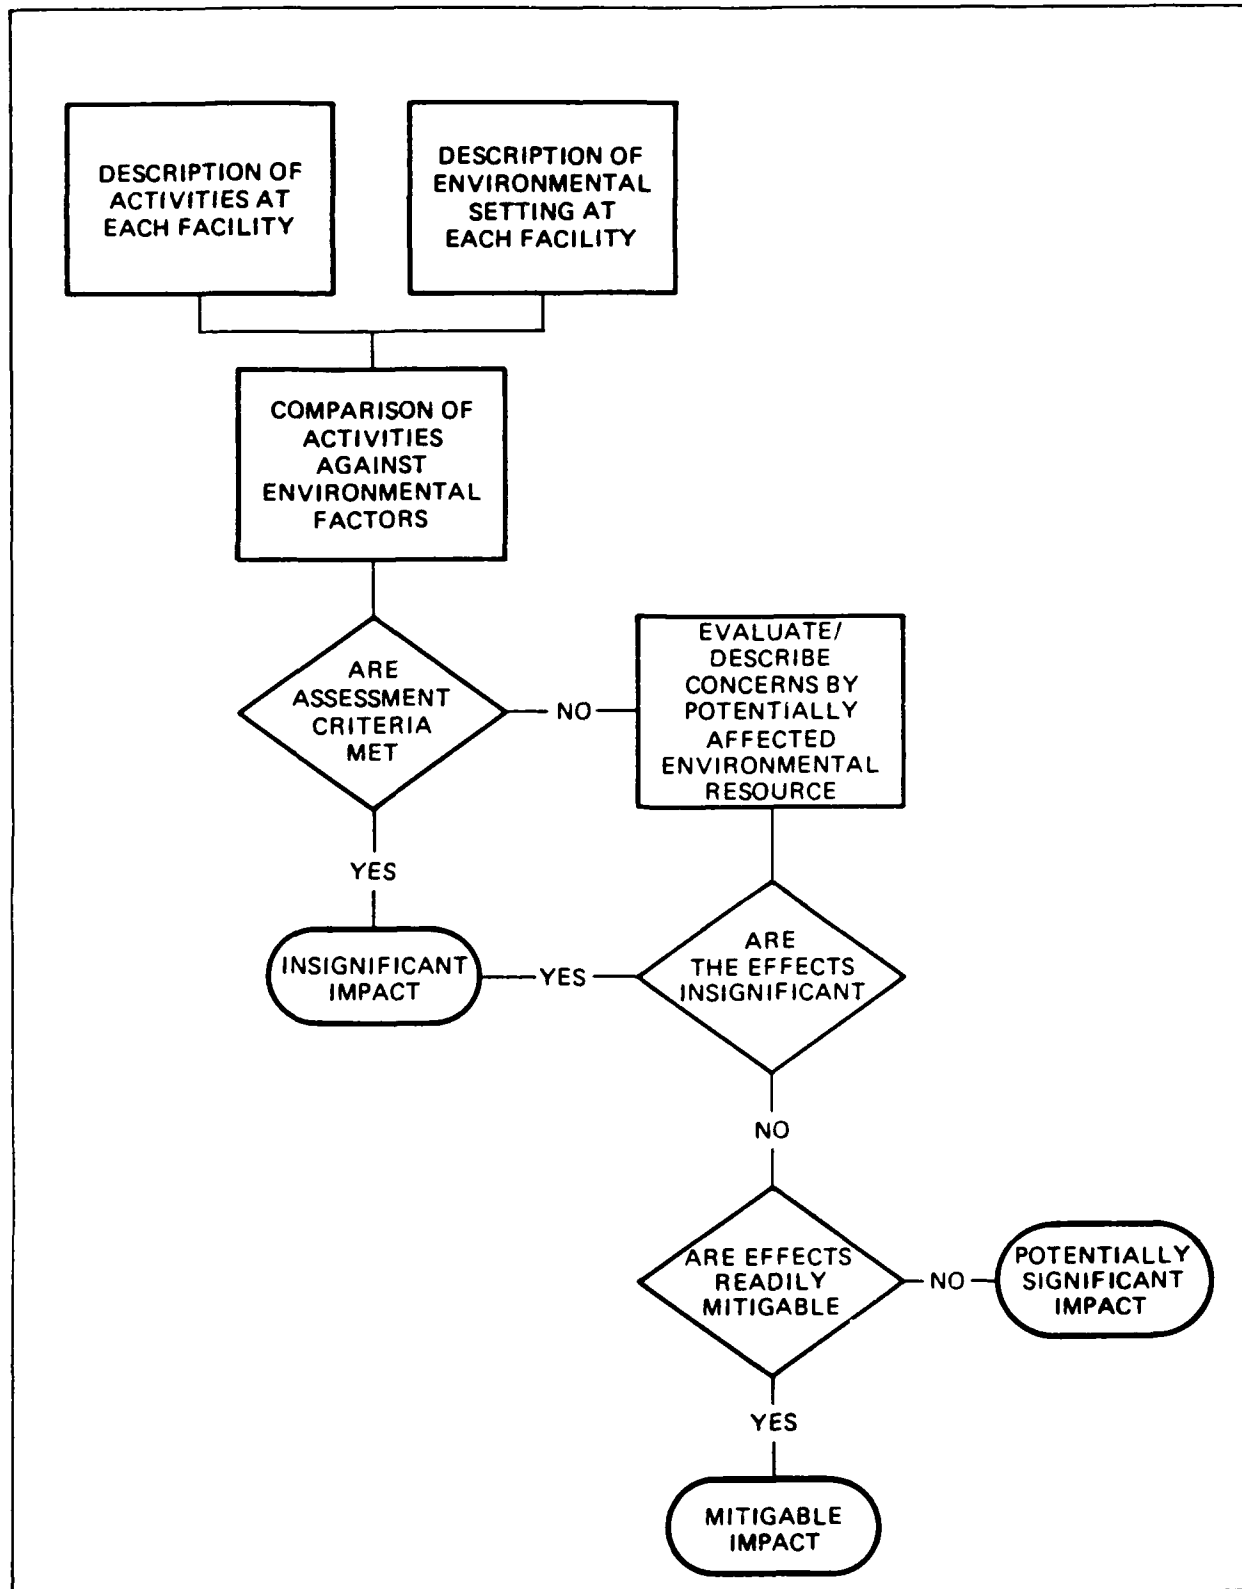 DESCRIPTION OF
ACTIVITIES AT
EACH FACILITY
DESCRIPTION OF
ENVIRONMENTAL
SETTING AT
EACH FACILITY
COMPARISON OF
ACTIVITIES
AGAINST
ENVIRONMENTAL
FACTORS
ARE
ASSESSMENT
CRITERIA
MET
NO
EVALUATE/
DESCRIBE
CONCERNS BY
POTENTIALLY
AFFECTED
ENVIRONMENTAL
RESOURCE
YES
INSIGNIFICANT
IMPACT
YES
ARE
THE EFFECTS
INSIGNIFICANT
NO
ARE EFFECTS
READILY
MITIGABLE
NO
POTENTIALLY
SIGNIFICANT
IMPACT
YES
MITIGABLE
IMPACT